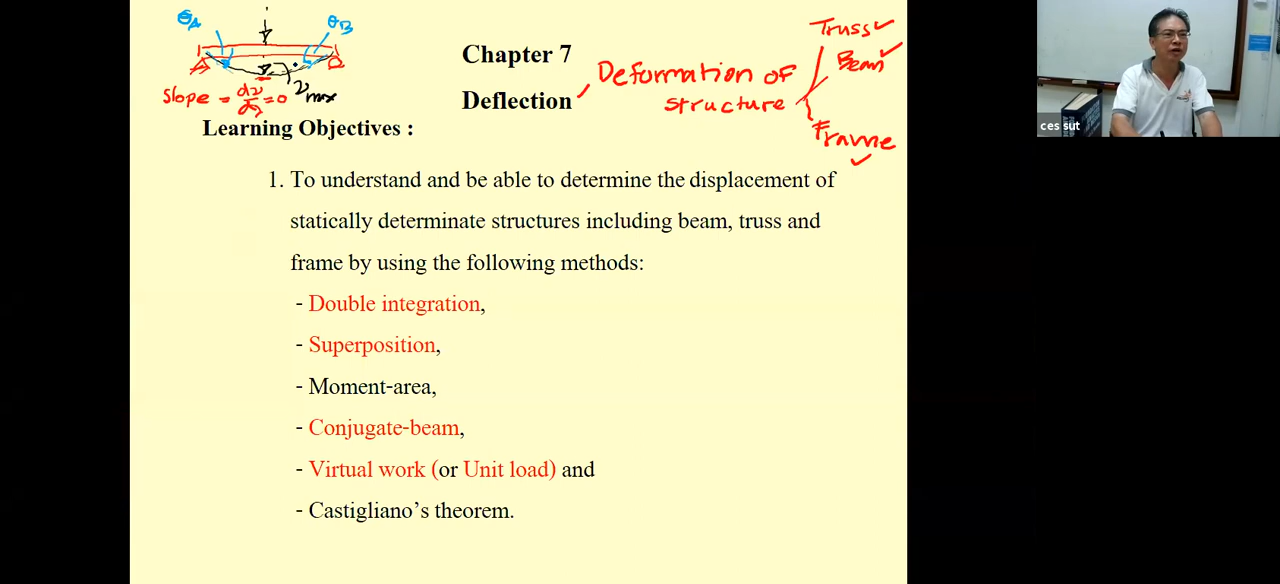 θA
θB
Slope = dv/dx = 0
vmax
Chapter 7
Deflection
Deformation of
structure
Truss
Beam
Frame
Learning Objectives :
1. To understand and be able to determine the displacement of
statically determinate structures including beam, truss and
frame by using the following methods:
- Double integration,
- Superposition,
- Moment-area,
- Conjugate-beam,
- Virtual work (or Unit load) and
- Castigliano's theorem.
ces sut